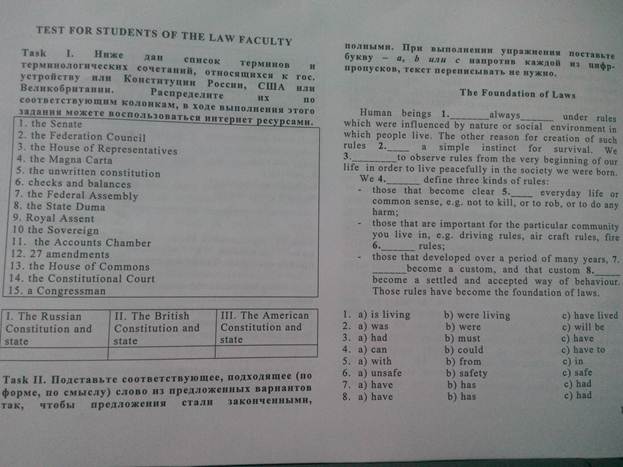 TEST FOR STUDENTS OF THE LAW FACULTY
Task I. Ниже дан список терминов и
терминологических сочетаний, относящихся к гос.
устройству или Конституции России, США или
Великобритании. Распределите их по
соответствующим колонкам, в ходе выполнения этого
задания можете воспользоваться интернет ресурсами.
1. the Senate
2. the Federation Council
3. the House of Representatives
4. the Magna Carta
5. the unwritten constitution
6. checks and balances
7. the Federal Assembly
8. the State Duma
9. Royal Assent
10 the Sovereign
11. the Accounts Chamber
12. 27 amendments
13. the House of Commons
14. the Constitutional Court
15. a Congressman
I. The Russian Constitution and state
II. The British Constitution and state
III. The American Constitution and state
Task II. Подставьте соответствующее, подходящее (по
форме, по смыслу) слово из предложенных вариантов
так, чтобы предложения стали законченными,
полными. При выполнении упражнения поставьте
букву – a, b или c напротив каждой из цифр-
пропусков, текст переписывать не нужно.
The Foundation of Laws
Human beings 1.________always_______ under rules
which were influenced by nature or social environment in
which people live. The other reason for creation of such
rules 2.____ a simple instinct for survival. We
3.________to observe rules from the very beginning of our
life in order to live peacefully in the society we were born.
We 4.______ define three kinds of rules:
- those that become clear 5.____ everyday life or
common sense, e.g. not to kill, or to rob, or to do any
harm;
- those that are important for the particular community
you live in, e.g. driving rules, air craft rules, fire
6.______ rules;
- those that developed over a period of many years, 7.
______become a custom, and that custom 8.____
become a settled and accepted way of behaviour.
Those rules have become the foundation of laws.
1. a) is living b) were living c) have lived
2. a) was b) were c) will be
3. a) had b) must c) have
4. a) can b) could c) have to
5. a) with b) from c) in
6. a) unsafe b) safety c) safe
7. a) have b) has c) had
8. a) have b) has c) had